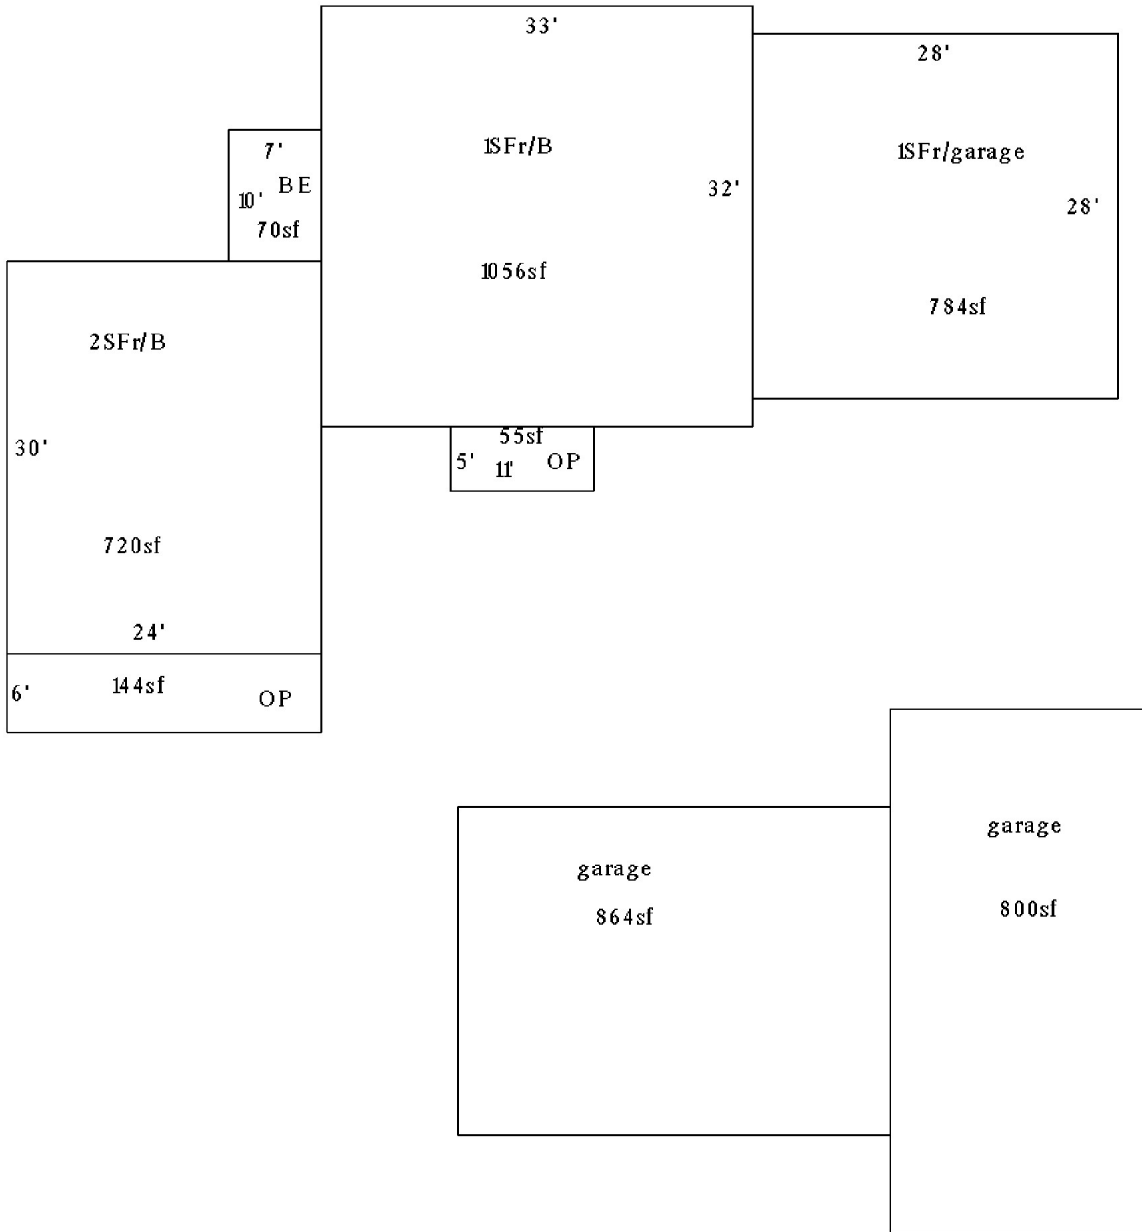 33'
1SFr/B
32'
1056sf
28'
1SFr/garage
28'
784sf
7'
BE
10'
70sf
2SFr/B
30'
720sf
24'
6'
144sf
OP
55sf
5'
11'
OP
garage
864sf
garage
800sf